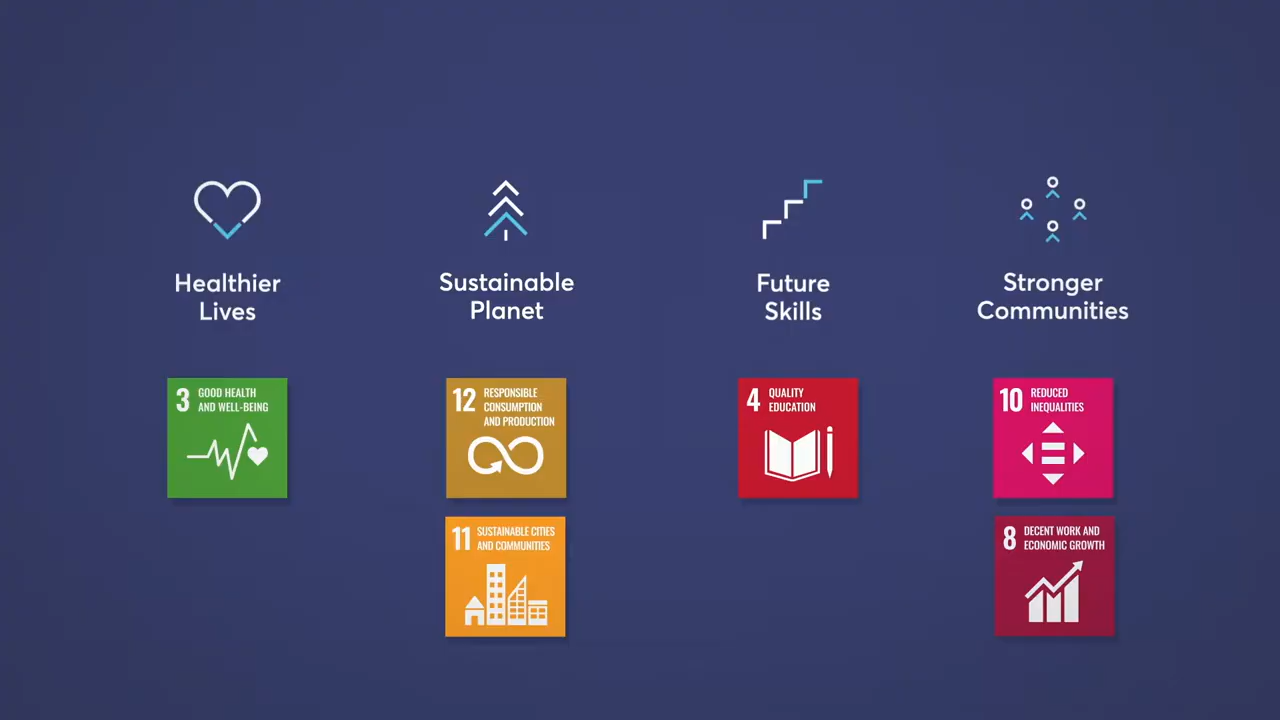 Healthier
Lives
Sustainable
Planet
Future
Skills
Stronger
Communities
3 GOOD HEALTH
AND WELL-BEING
12 RESPONSIBLE
CONSUMPTION
AND PRODUCTION
4 QUALITY
EDUCATION
10 REDUCED
INEQUALITIES
11 SUSTAINABLE CITIES
AND COMMUNITIES
8 DECENT WORK AND
ECONOMIC GROWTH